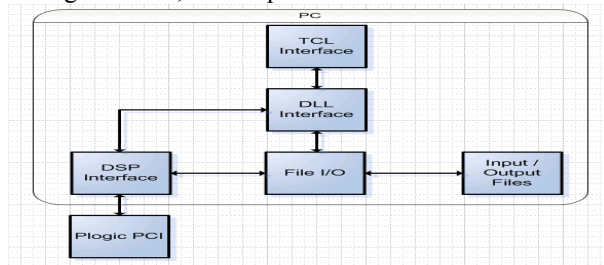 PC
TCL
Interface
DLL
Interface
DSP
Interface
File I/O
Input /
Output
Files
Plogic PCI